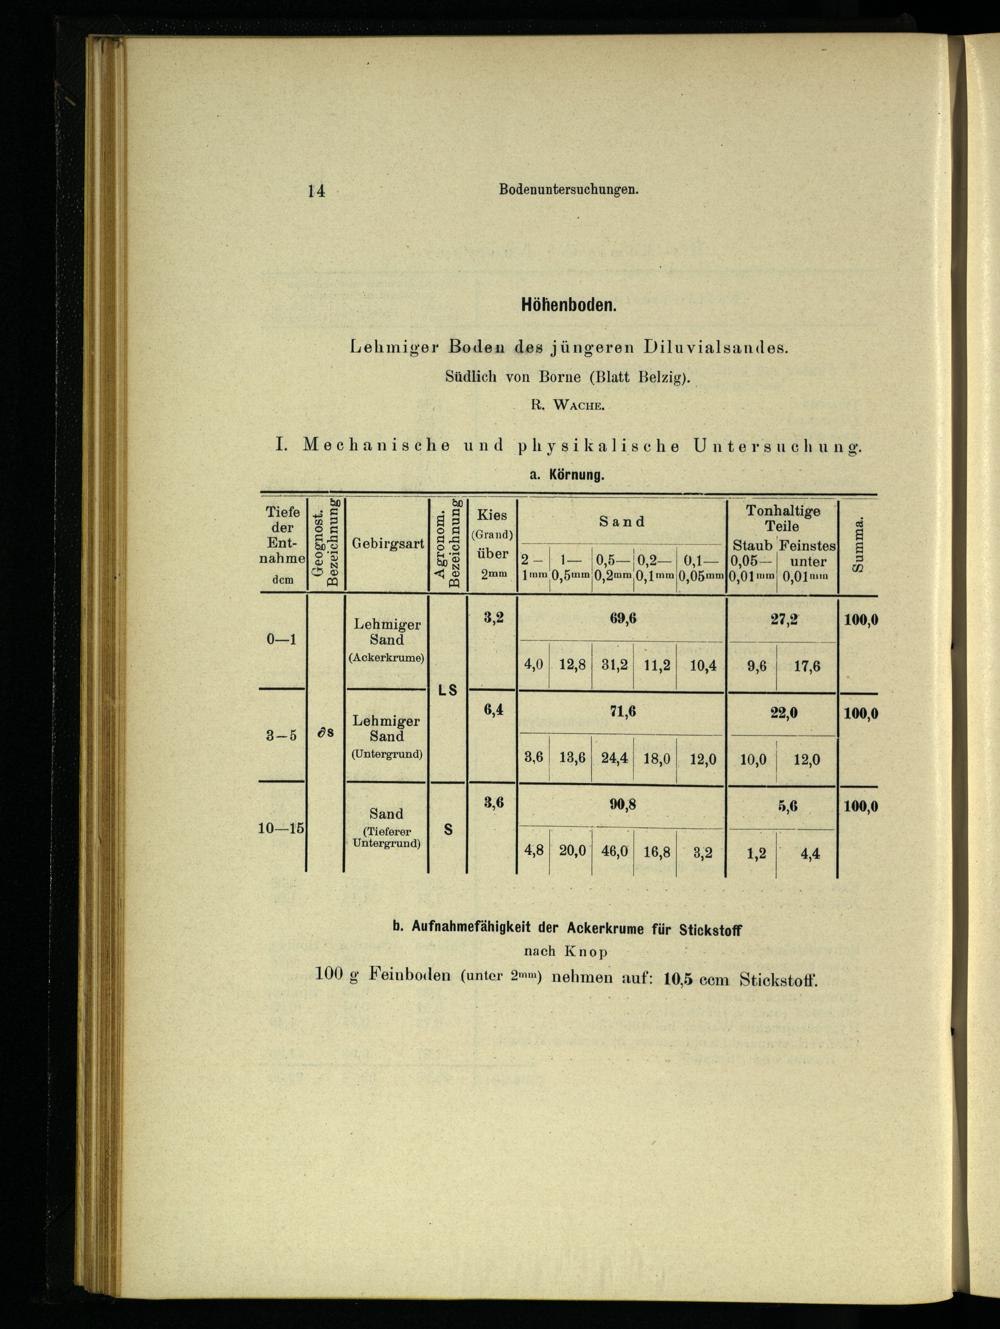 14
Bodenuntersuchungen.
Höhenboden.
Lehmiger Boden des jüngeren Diluvialsandes.
Südlich von Borne (Blatt Belzig).
R. WACHE.
I. Mechanische und physikalische Untersuchung.
a. Körnung.
Tiefe der Ent-nahme dcm
Geognost. Bezeichnung
Gebirgsart
Agronom. Bezeichnung
Kies (Grand) über 2mm
Sand
2— 1mm
1— 0,5mm
0,5— 0,2mm
0,2— 0,1mm
0,1— 0,05mm
Tonhaltige Teile
Staub 0,05— 0,01mm
Feinstes unter 0,01mm
Summa.
0—1
∂s
Lehmiger Sand (Ackerkrume)
LS
3,2 69,6 27,2 100,0
4,0 12,8 31,2 11,2 10,4 9,6 17,6
3—5
Lehmiger Sand (Untergrund)
6,4 71,6 22,0 100,0
3,6 13,6 24,4 18,0 12,0 10,0 12,0
10—15
Sand (Tieferer Untergrund)
S
3,6 90,8 5,6 100,0
4,8 20,0 46,0 16,8 3,2 1,2 4,4
b. Aufnahmefähigkeit der Ackerkrume für Stickstoff
nach Knop
100 g Feinboden (unter 2mm) nehmen auf: 10,5 ccm Stickstoff.